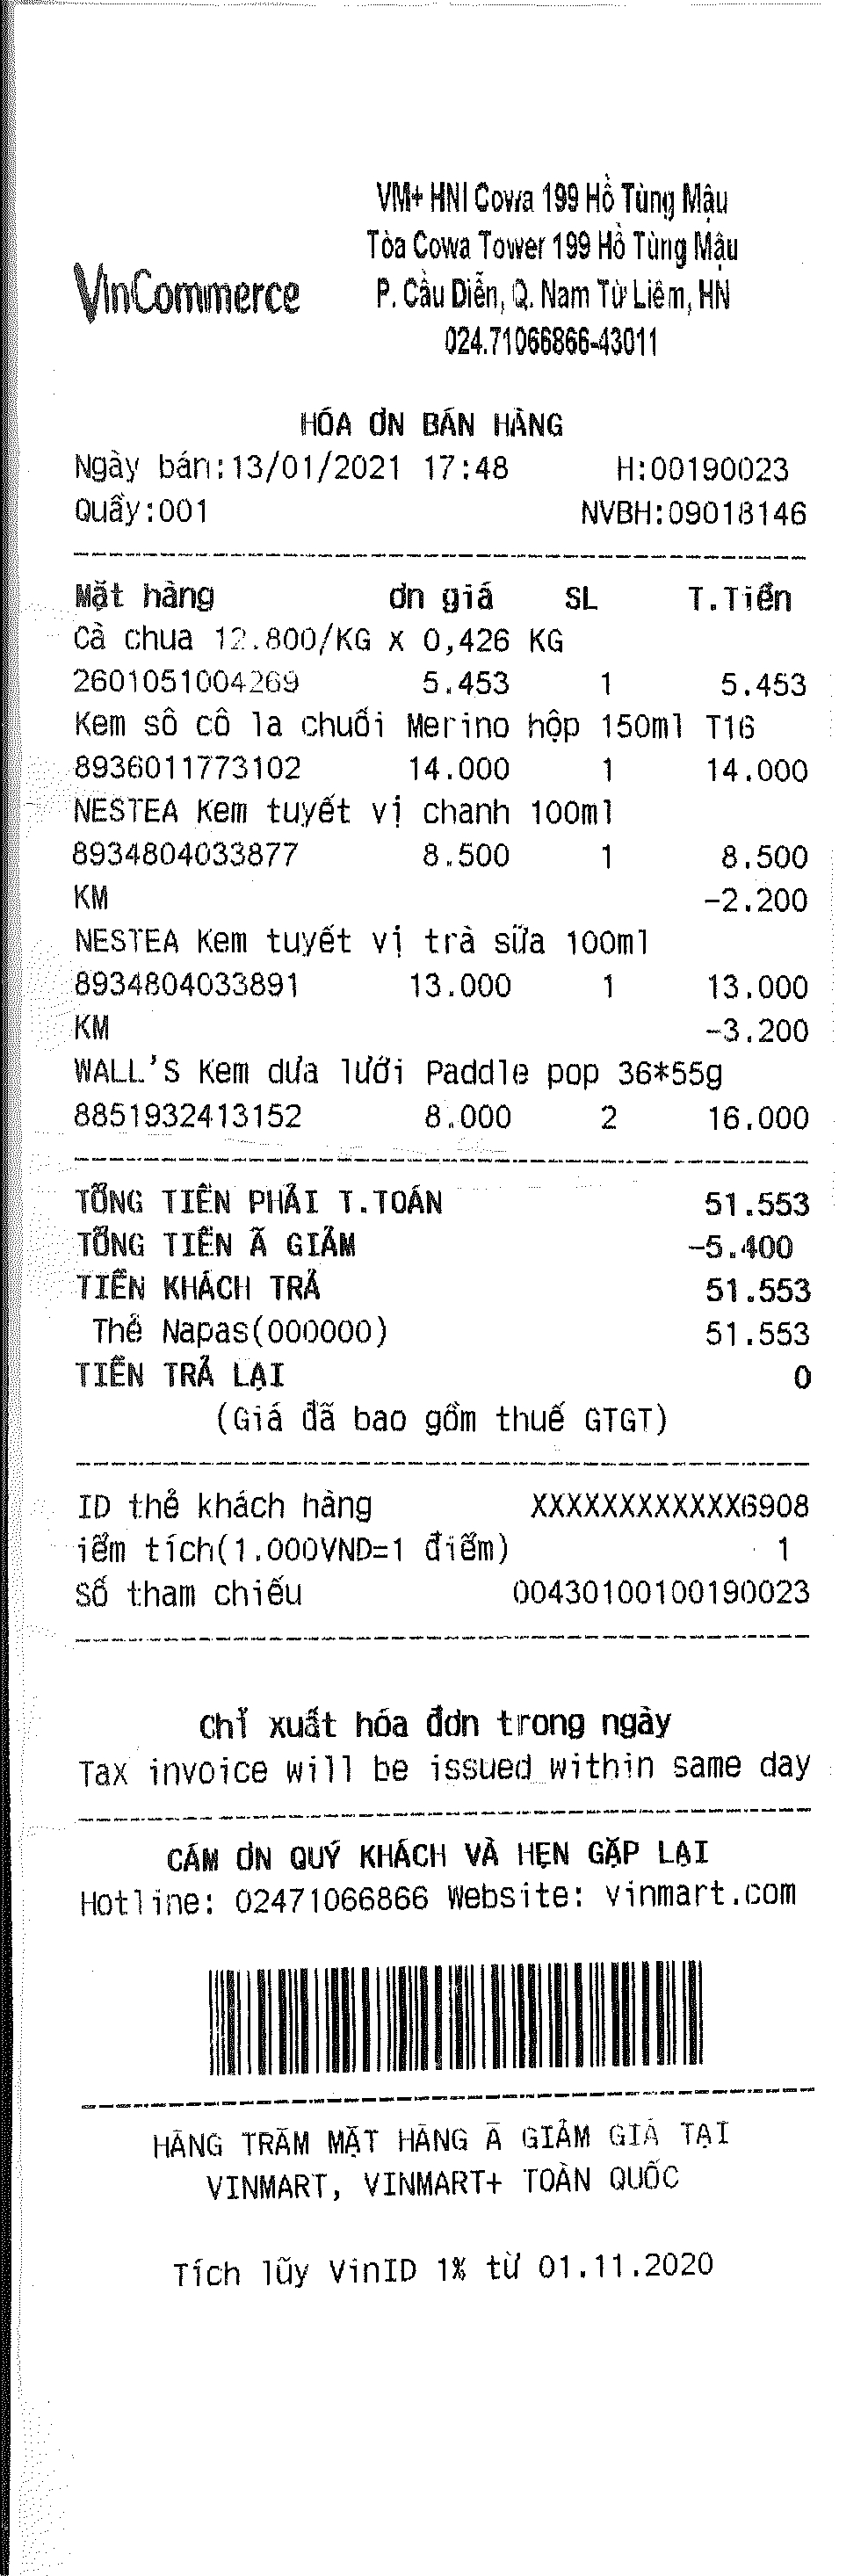 VM+ HNI Cowa 199 Hồ Tùng Mậu
Tòa Cowa Tower 199 Hồ Tùng Mậu
VinCommerce P. Cầu Diễn, Q. Nam Từ Liêm, HN
024.71066866-43011
HÓA ƠN BÁN HÀNG
Ngày bán:13/01/2021 17:48 H:00190023
Quầy:001 NVBH:09018146
Mặt hàng ơn giá SL T.Tiền
Cà chua 12.800/KG x 0,426 KG
2601051004269 5.453 1 5.453
Kem sô cô la chuối Merino hộp 150ml T16
8936011773102 14.000 1 14.000
NESTEA Kem tuyết vị chanh 100ml
8934804033877 8.500 1 8.500
KM -2.200
NESTEA Kem tuyết vị trà sữa 100ml
8934804033891 13.000 1 13.000
KM -3.200
WALL'S Kem dưa lưới Paddle pop 36*55g
8851932413152 8.000 2 16.000
TỔNG TIỀN PHẢI T.TOÁN 51.553
TỔNG TIỀN Ã GIẢM -5.400
TIỀN KHÁCH TRẢ 51.553
Thẻ Napas(000000) 51.553
TIỀN TRẢ LẠI 0
(Giá đã bao gồm thuế GTGT)
ID thẻ khách hàng XXXXXXXXXXXX6908
iểm tích(1.000VND=1 điểm) 1
Số tham chiếu 00430100100190023
Chỉ xuất hóa đơn trong ngày
Tax invoice will be issued within same day
CẢM ƠN QUÝ KHÁCH VÀ HẸN GẶP LẠI
Hotline: 02471066866 Website: vinmart.com
HÀNG TRĂM MẶT HÀNG Ã GIẢM GIÁ TẠI
VINMART, VINMART+ TOÀN QUỐC
Tích lũy VinID 1% từ 01.11.2020